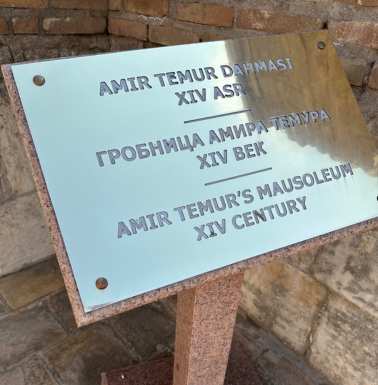 AMIR TEMUR DAHMASI
XIV ASR
ГРОБНИЦА АМИРА ТЕМУРА
XIV ВЕК
AMIR TEMUR'S MAUSOLEUM
XIV CENTURY